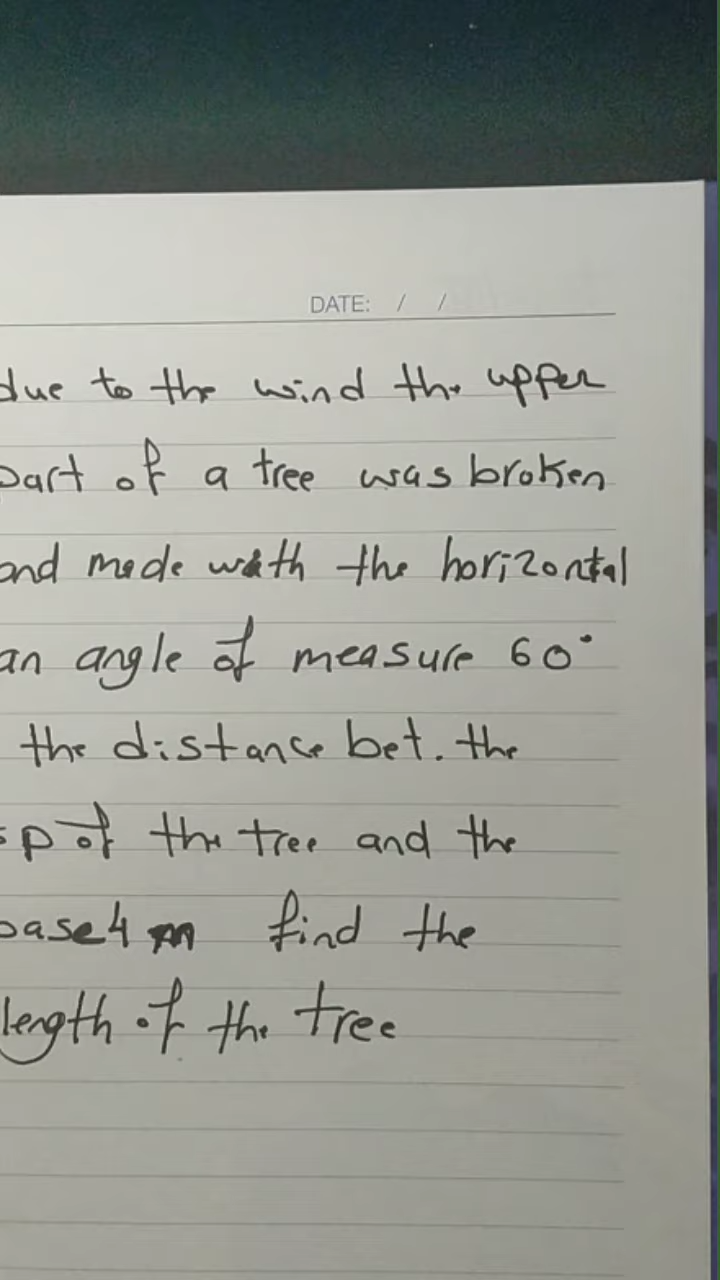 DATE: / /
due to the wind the upper
part of a tree was broken
and made with the horizontal
an angle of measure 60°
the distance bet. the
op of the tree and the
base 4 m find the
length of the tree